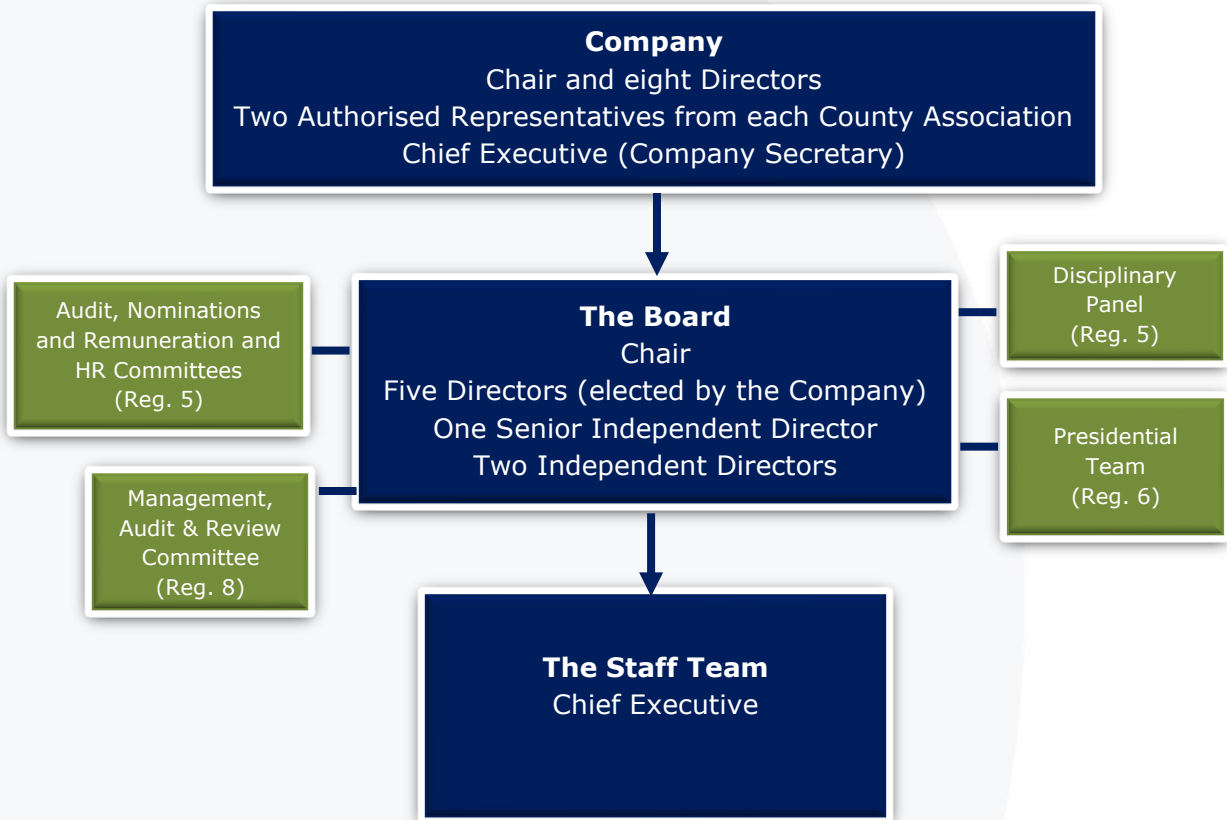 Company
Chair and eight Directors
Two Authorised Representatives from each County Association
Chief Executive (Company Secretary)
Audit, Nominations
and Remuneration and
HR Committees
(Reg. 5)
The Board
Chair
Five Directors (elected by the Company)
One Senior Independent Director
Two Independent Directors
Disciplinary
Panel
(Reg. 5)
Management,
Audit & Review
Committee
(Reg. 8)
Presidential
Team
(Reg. 6)
The Staff Team
Chief Executive